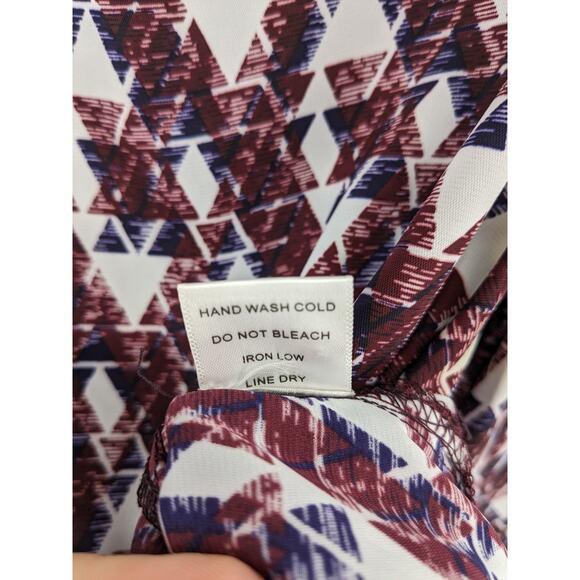 HAND WASH COLD
DO NOT BLEACH
IRON LOW
LINE DRY